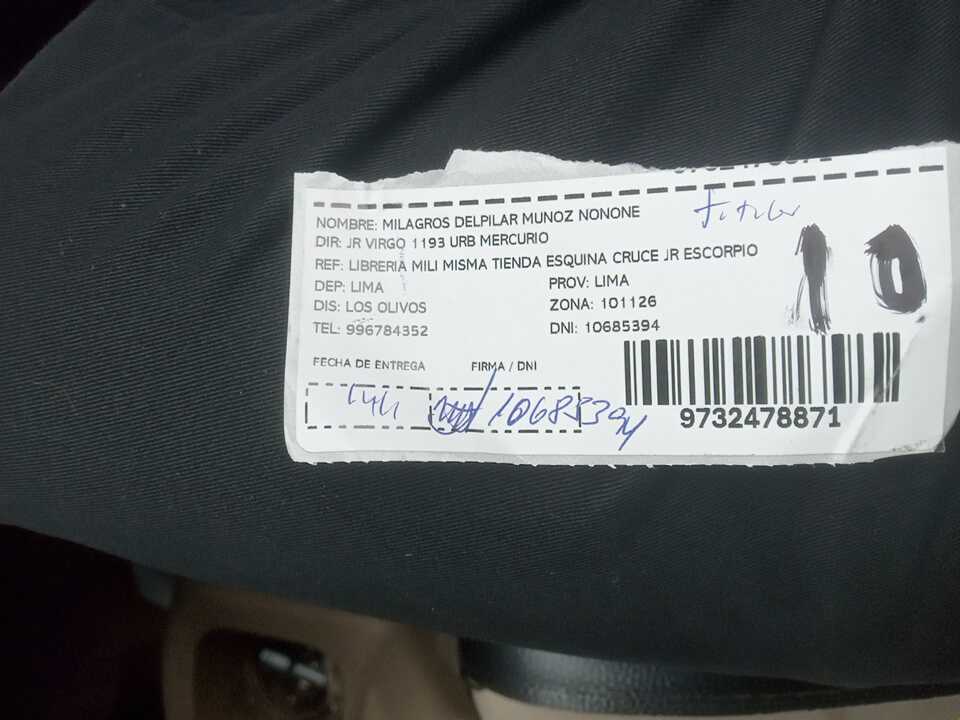 NOMBRE: MILAGROS DELPILAR MUNOZ NONONE
DIR: JR VIRGO 1193 URB MERCURIO
REF: LIBRERIA MILI MISMA TIENDA ESQUINA CRUCE JR ESCORPIO
DEP: LIMA PROV: LIMA
DIS: LOS OLIVOS ZONA: 101126
TEL: 996784352 DNI: 10685394
10
FECHA DE ENTREGA FIRMA / DNI
10685394
9732478871